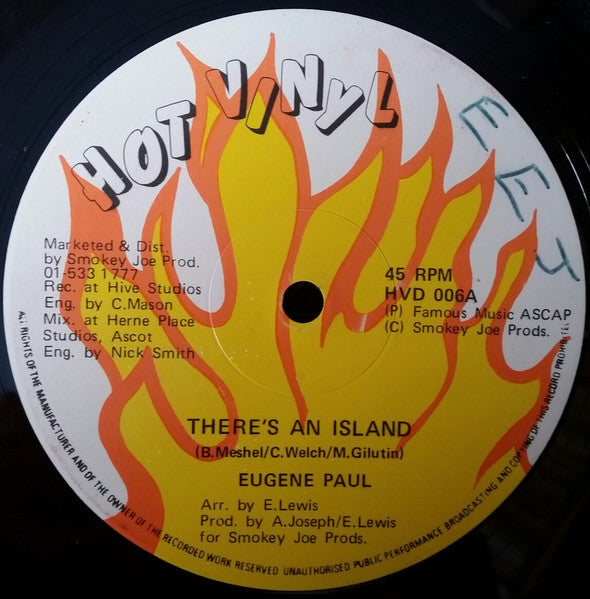 HOT VINYL
E E J
Marketed & Dist.
by Smokey Joe Prod.
01-533 1777
Rec. at Hive Studios
Eng. by C.Mason
Mix. at Herne Place
Studios, Ascot
Eng. by Nick Smith
45 RPM
HVD 006A
(P) Famous Music ASCAP
(C) Smokey Joe Prods.
THERE'S AN ISLAND
(B.Meshel/C.Welch/M.Gilutin)
EUGENE PAUL
Arr. by E.Lewis
Prod. by A.Joseph/E.Lewis
for Smokey Joe Prods.
ALL RIGHTS OF THE MANUFACTURER AND OF THE OWNER OF THE RECORDED WORK RESERVED UNAUTHORISED PUBLIC PERFORMANCE BROADCASTING AND COPYING OF THIS RECORD PROHIBITED